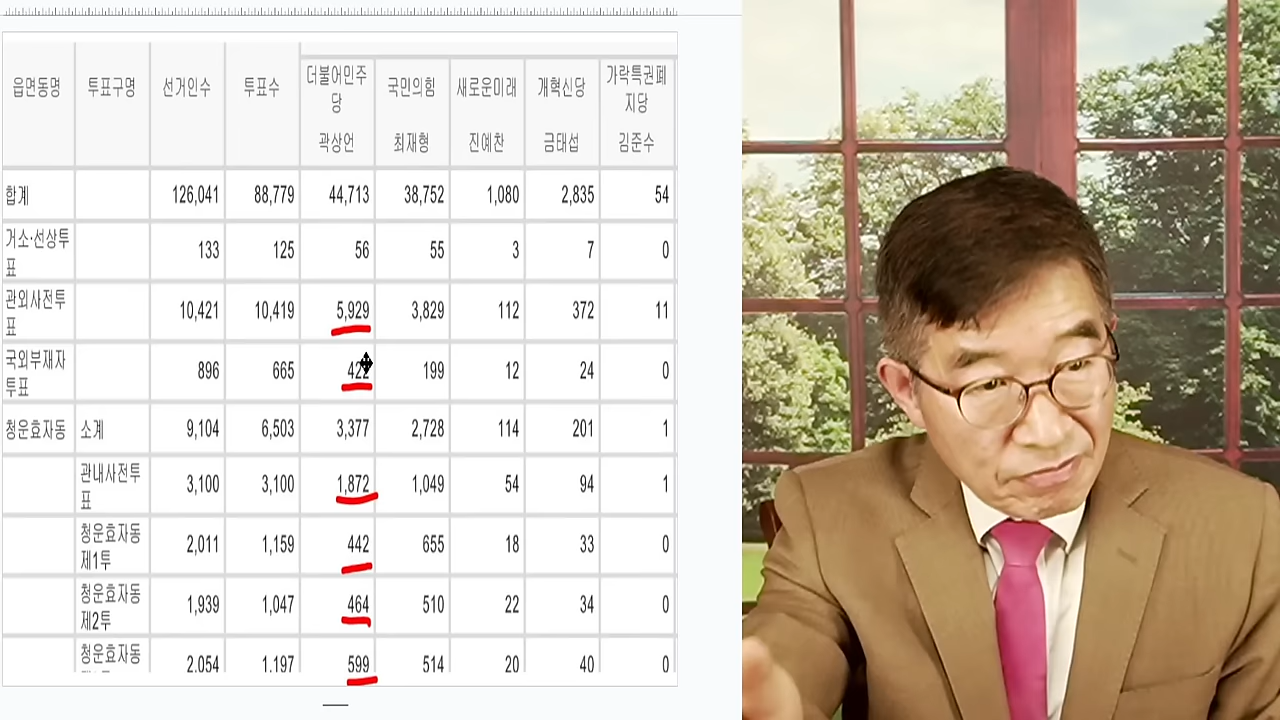 읍면동명 투표구명 선거인수 투표수 더불어민주당 곽상언 국민의힘 최재형 새로운미래 진예찬 개혁신당 금태섭 가락특권폐지당 김준수
합계 126,041 88,779 44,713 38,752 1,080 2,835 54
거소·선상투표 133 125 56 55 3 7 0
관외사전투표 10,421 10,419 5,929 3,829 112 372 11
국외부재자투표 896 665 422 199 12 24 0
청운효자동 소계 9,104 6,503 3,377 2,728 114 201 1
관내사전투표 3,100 3,100 1,872 1,049 54 94 1
청운효자동제1투 2,011 1,159 442 655 18 33 0
청운효자동제2투 1,939 1,047 464 510 22 34 0
청운효자동 2,054 1,197 599 514 20 40 0